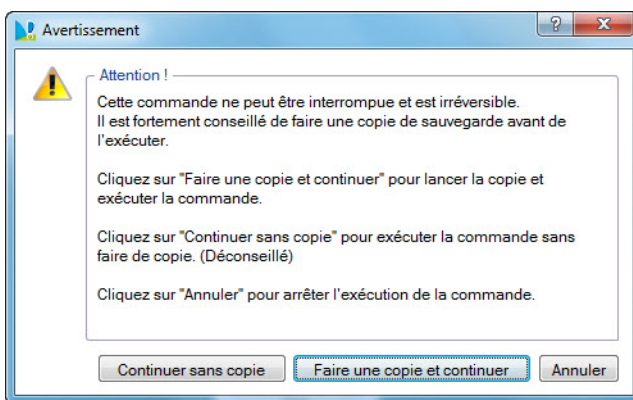 Avertissement
Attention !
Cette commande ne peut être interrompue et est irréversible.
Il est fortement conseillé de faire une copie de sauvegarde avant de
l'exécuter.
Cliquez sur "Faire une copie et continuer" pour lancer la copie et
exécuter la commande.
Cliquez sur "Continuer sans copie" pour exécuter la commande sans
faire de copie. (Déconseillé)
Cliquez sur "Annuler" pour arrêter l'exécution de la commande.
Continuer sans copie Faire une copie et continuer Annuler